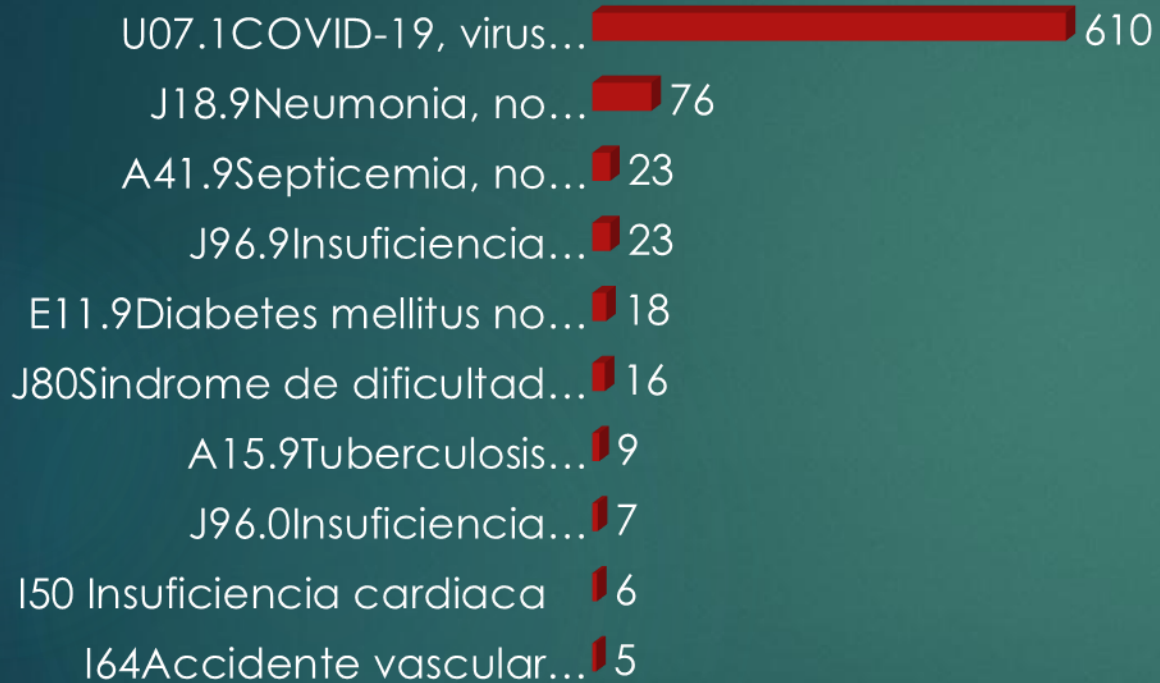 U07.1COVID-19, virus... 610
J18.9Neumonia, no... 76
A41.9Septicemia, no... 23
J96.9Insuficiencia... 23
E11.9Diabetes mellitus no... 18
J80Sindrome de dificultad... 16
A15.9Tuberculosis... 9
J96.0Insuficiencia... 7
I50 Insuficiencia cardiaca 6
I64Accidente vascular... 5